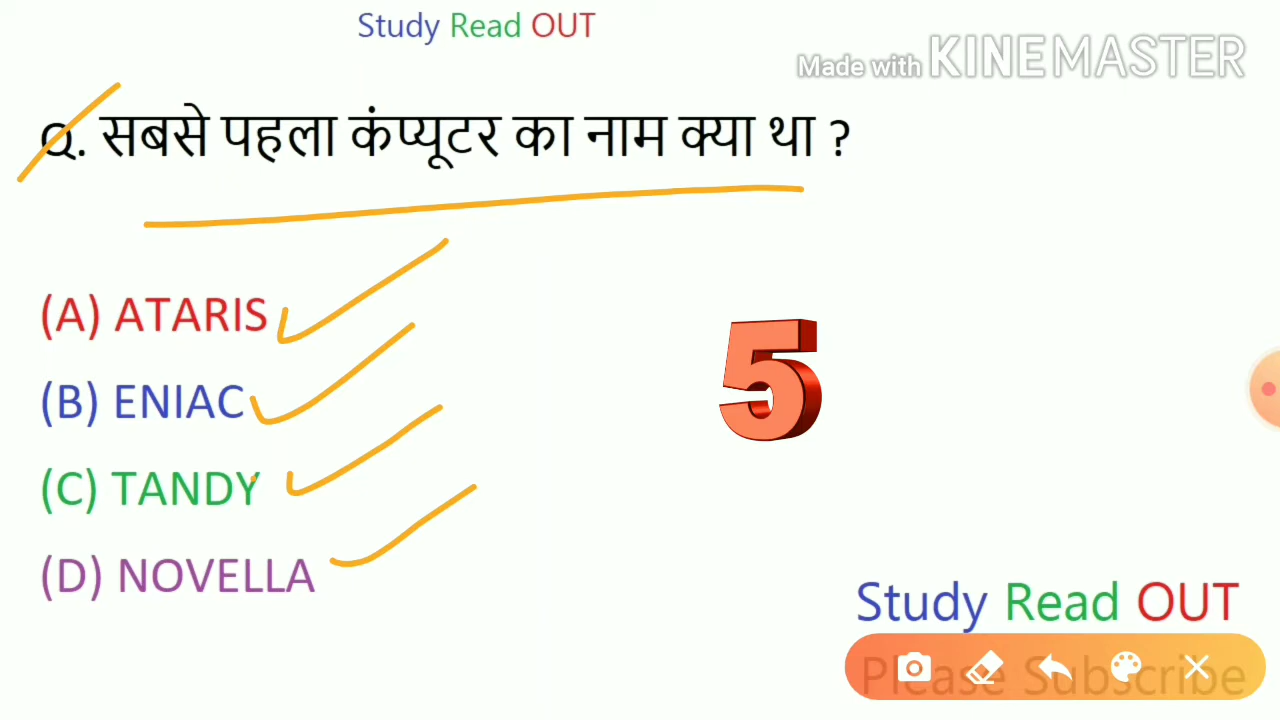 Study Read OUT
Made with KINEMASTER
Q. सबसे पहला कंप्यूटर का नाम क्या था ?
(A) ATARIS
(B) ENIAC
(C) TANDY
(D) NOVELLA
5
Study Read OUT
Please Subscribe